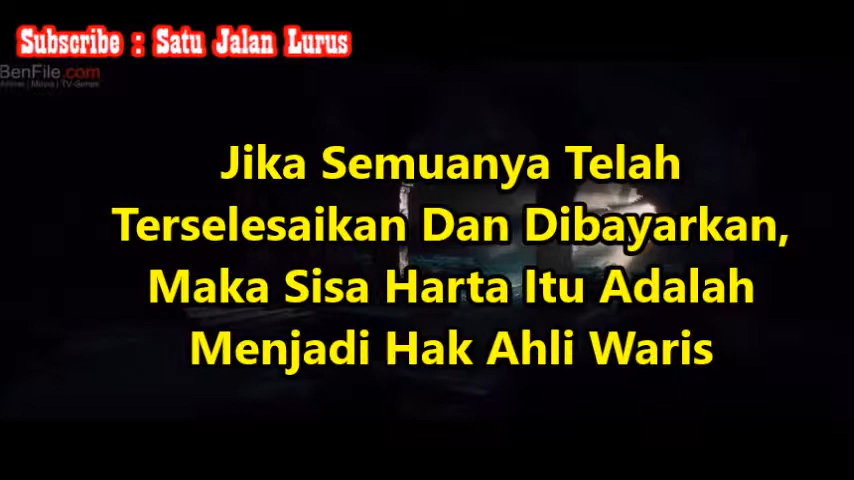 Subscribe : Satu Jalan Lurus
BenFile.com
Jika Semuanya Telah
Terselesaikan Dan Dibayarkan,
Maka Sisa Harta Itu Adalah
Menjadi Hak Ahli Waris